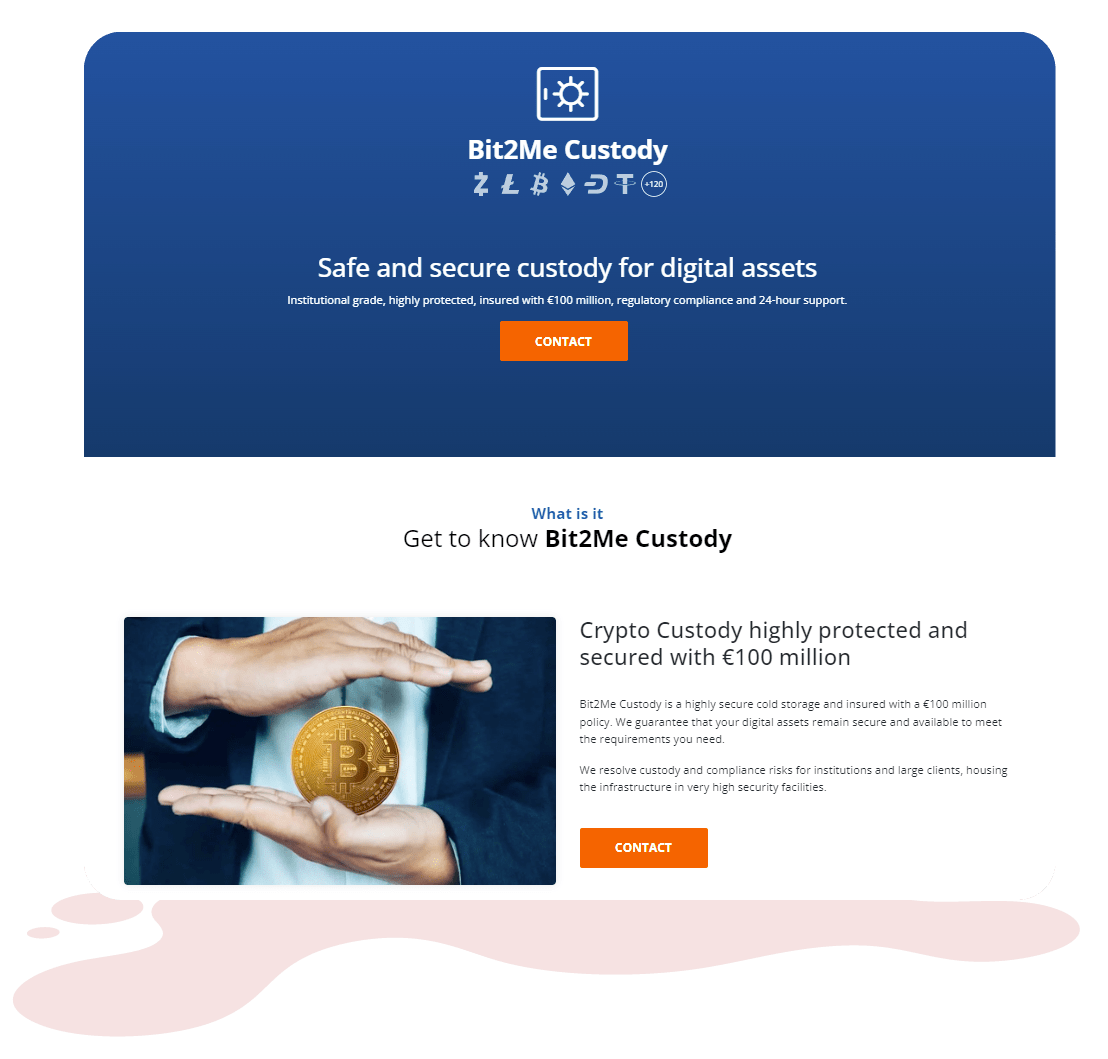 Bit2Me Custody
+120
Safe and secure custody for digital assets
Institutional grade, highly protected, insured with €100 million, regulatory compliance and 24-hour support.
CONTACT
What is it
Get to know Bit2Me Custody
Crypto Custody highly protected and
secured with €100 million
Bit2Me Custody is a highly secure cold storage and insured with a €100 million
policy. We guarantee that your digital assets remain secure and available to meet
the requirements you need.
We resolve custody and compliance risks for institutions and large clients, housing
the infrastructure in very high security facilities.
CONTACT